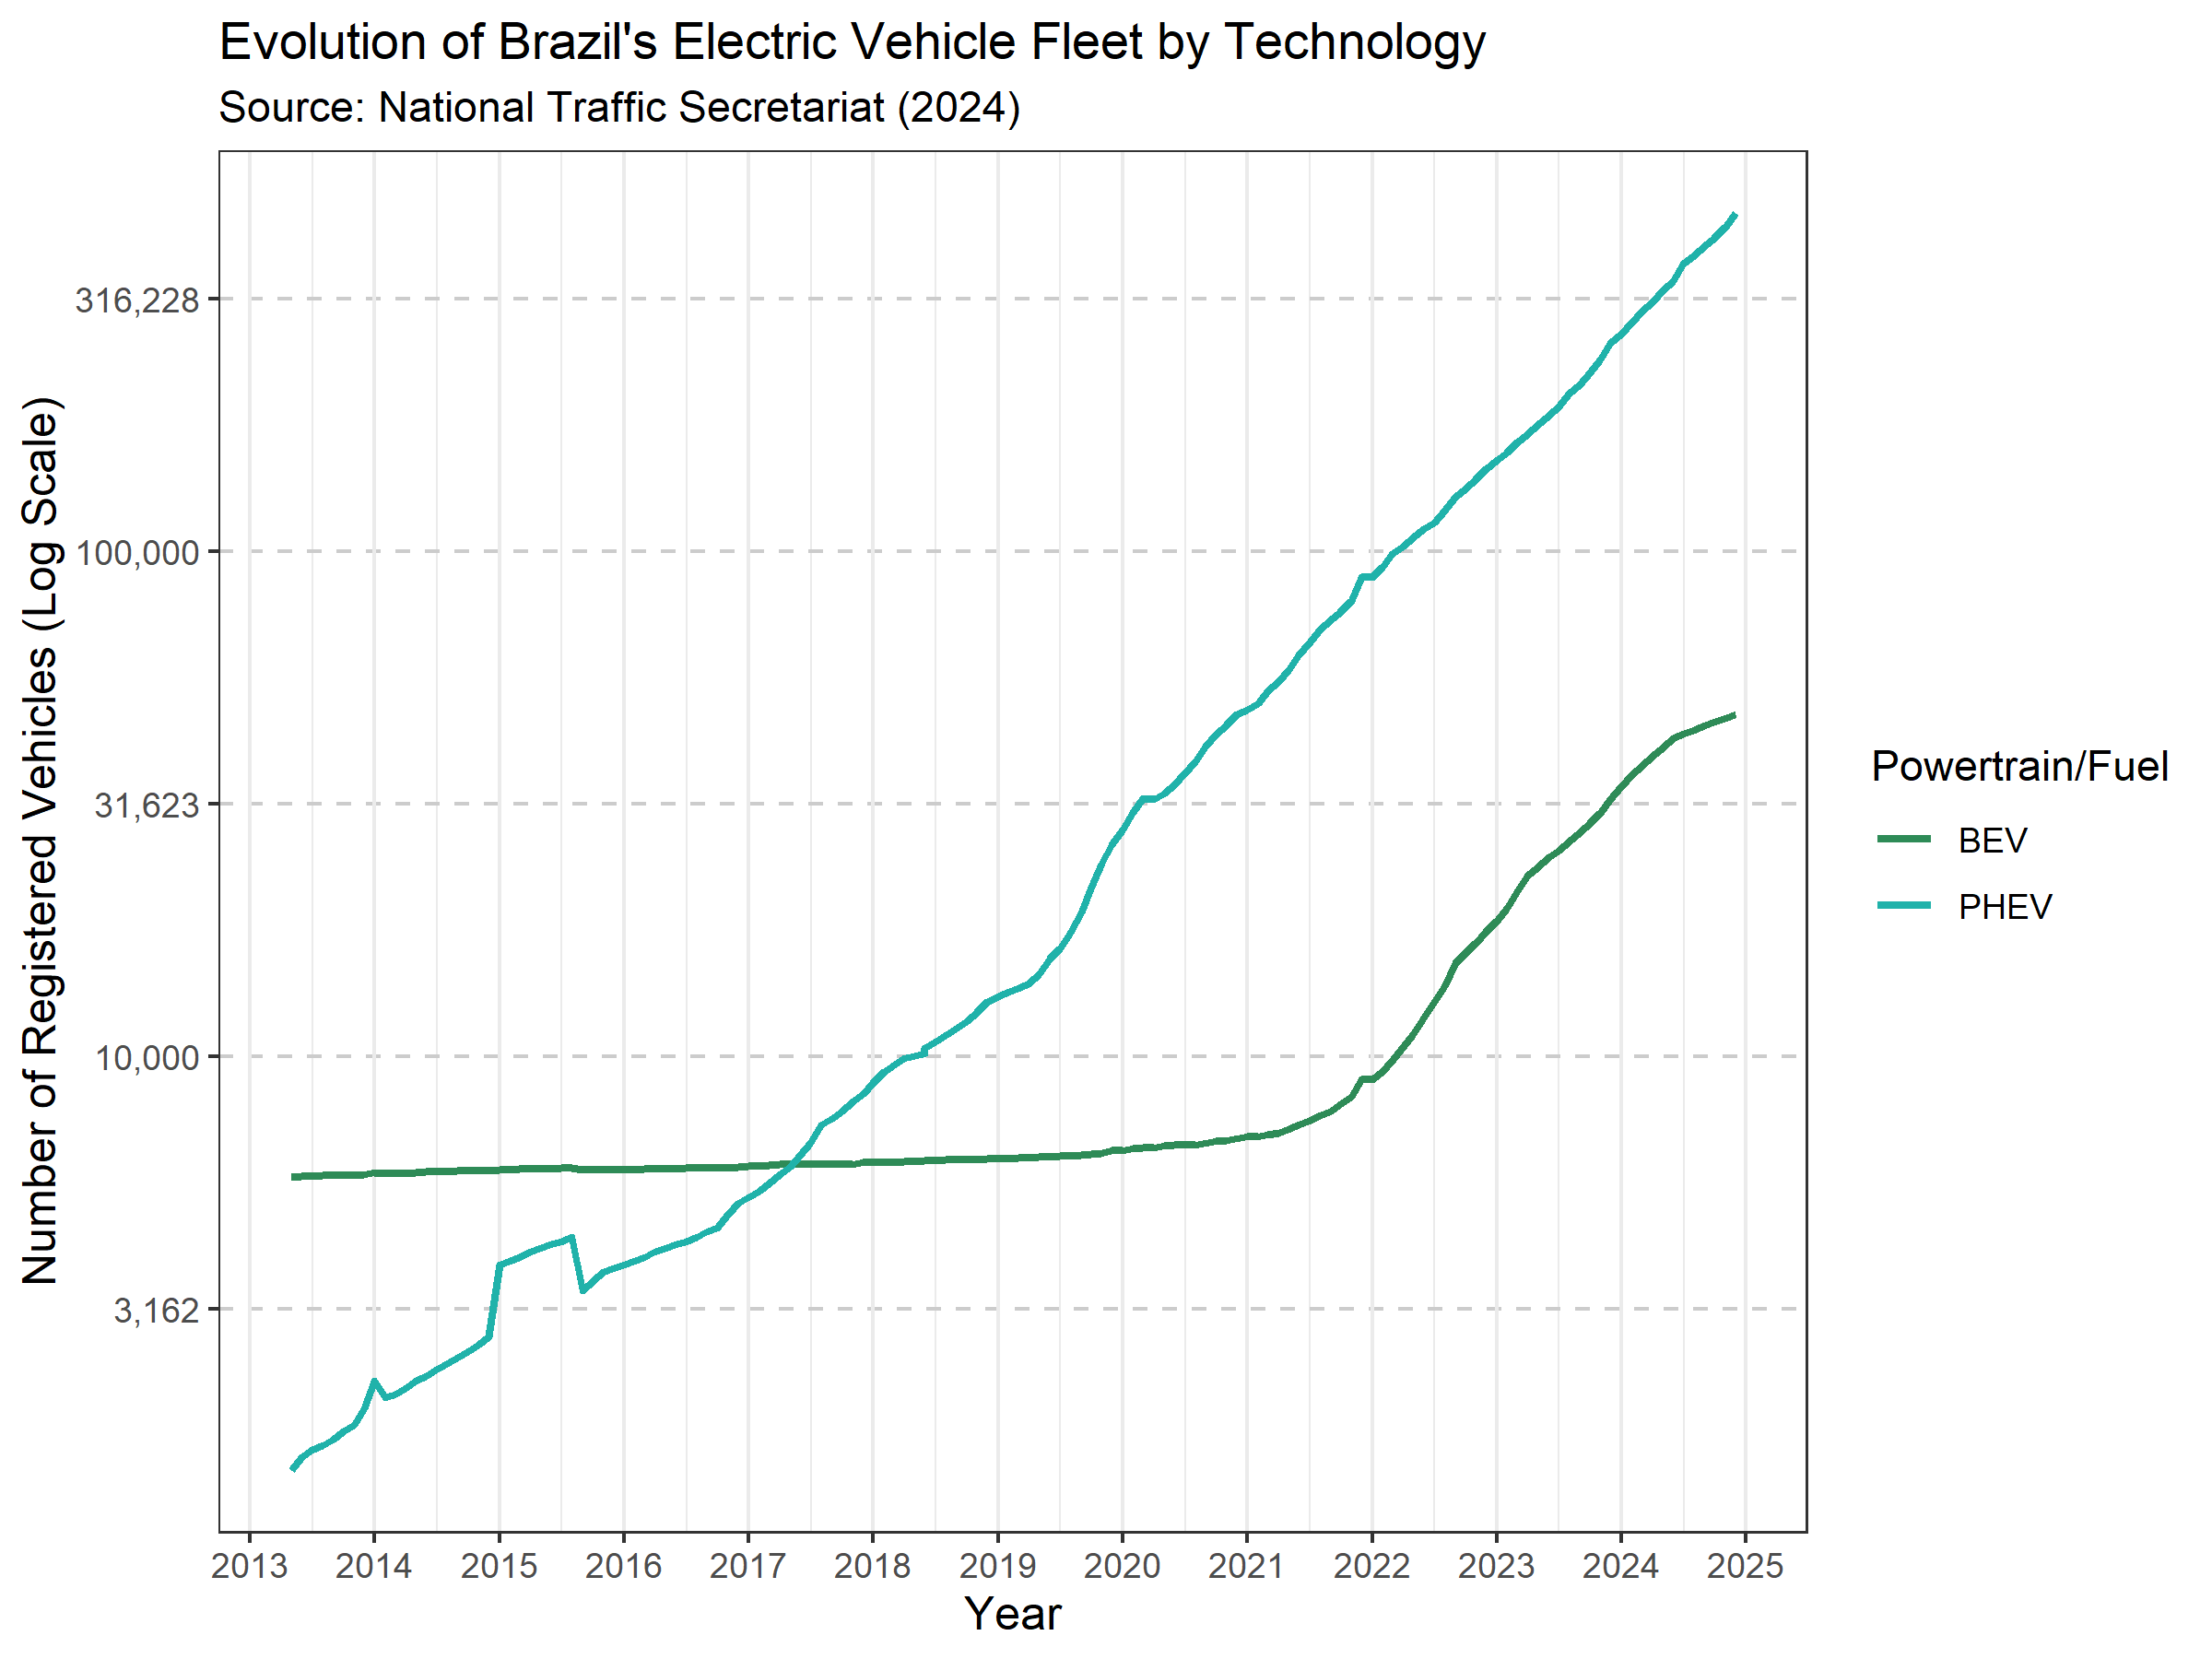 Evolution of Brazil's Electric Vehicle Fleet by Technology
Source: National Traffic Secretariat (2024)
Number of Registered Vehicles (Log Scale)
316,228
100,000
31,623
10,000
3,162
2013 2014 2015 2016 2017 2018 2019 2020 2021 2022 2023 2024 2025
Year
Powertrain/Fuel
BEV
PHEV